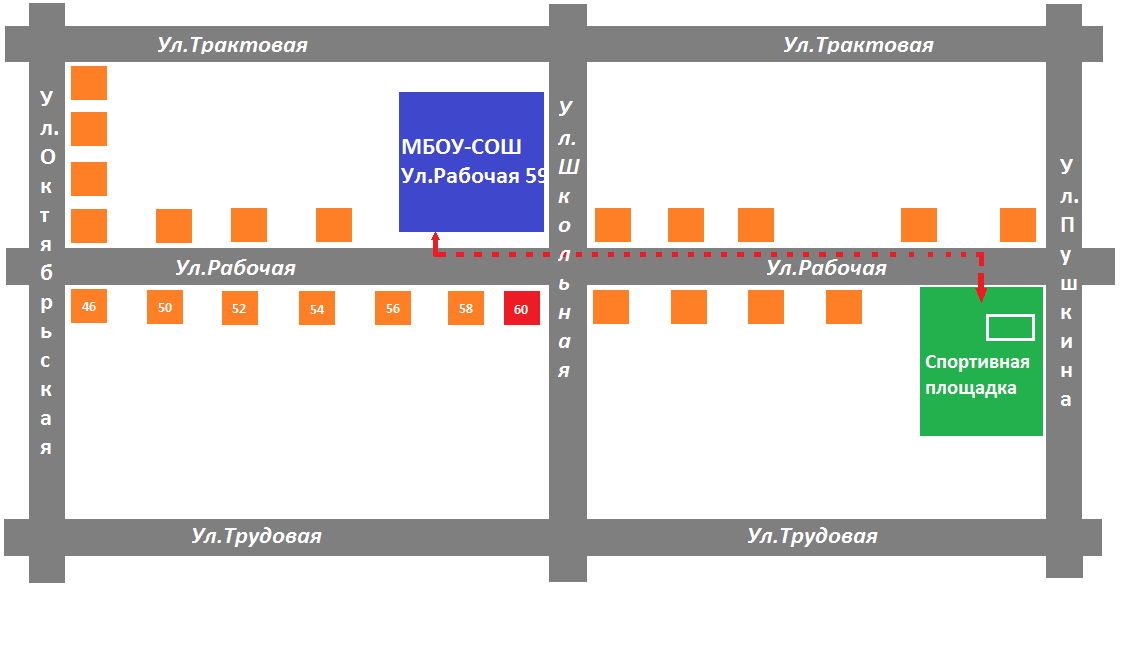 Ул.Трактовая
Ул.Трактовая
Ул.Октябрьская
МБОУ-СОШ
Ул.Рабочая 59
Ул.Школьная
Ул.Пушкина
Ул.Рабочая
Ул.Рабочая
46
50
52
54
56
58
60
Спортивная
площадка
Ул.Трудовая
Ул.Трудовая